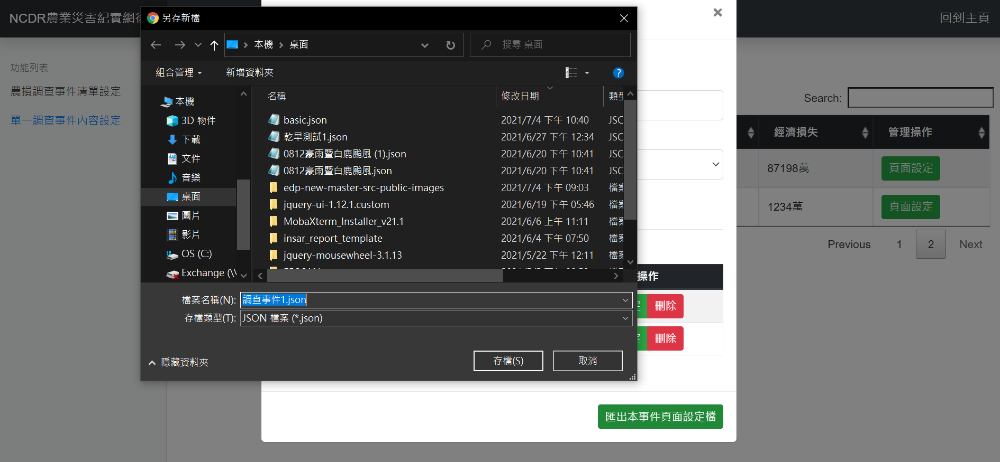 NCDR農業災害紀實網後
回到主頁
功能列表
農損調查事件清單設定
單一調查事件內容設定
另存新檔
本機
桌面
搜尋 桌面
組合管理
新增資料夾
本機
3D 物件
下載
文件
音樂
桌面
圖片
影片
OS (C:)
Exchange (\\
名稱 修改日期 類型
basic.json 2021/7/4 下午 10:40 JSC
乾旱測試1.json 2021/6/27 下午 12:34 JSC
0812豪雨暨白鹿颱風 (1).json 2021/6/20 下午 10:41 JSC
0812豪雨暨白鹿颱風.json 2021/6/20 下午 10:41 JSC
edp-new-master-src-public-images 2021/7/4 下午 09:03 檔案
jquery-ui-1.12.1.custom 2021/6/19 下午 05:46 檔案
MobaXterm_Installer_v21.1 2021/6/6 上午 11:11 檔案
insar_report_template 2021/6/4 下午 07:50 檔案
jquery-mousewheel-3.1.13 2021/5/22 下午 12:11 檔案
檔案名稱(N): 調查事件1.json
存檔類型(T): JSON 檔案 (*.json)
隱藏資料夾
存檔(S)
取消
操作
刪除
刪除
匯出本事件頁面設定檔
Search:
經濟損失 管理操作
87198萬 頁面設定
1234萬 頁面設定
Previous 1 2 Next